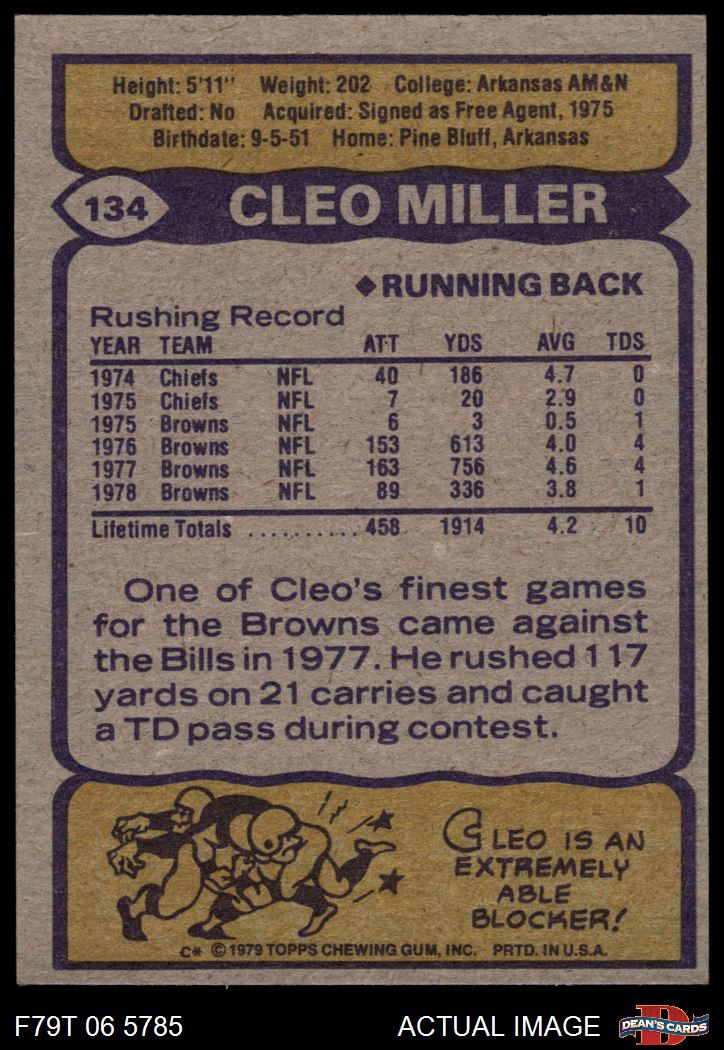 Height: 5'11" Weight: 202 College: Arkansas AM&N
Drafted: No Acquired: Signed as Free Agent, 1975
Birthdate: 9-5-51 Home: Pine Bluff, Arkansas
134 CLEO MILLER
◆RUNNING BACK
Rushing Record
YEAR TEAM ATT YDS AVG TDS
1974 Chiefs NFL 40 186 4.7 0
1975 Chiefs NFL 7 20 2.9 0
1975 Browns NFL 6 3 0.5 1
1976 Browns NFL 153 613 4.0 4
1977 Browns NFL 163 756 4.6 4
1978 Browns NFL 89 336 3.8 1
Lifetime Totals .......... 458 1914 4.2 10
One of Cleo's finest games
for the Browns came against
the Bills in 1977. He rushed 117
yards on 21 carries and caught
a TD pass during contest.
CLEO IS AN
EXTREMELY
ABLE
BLOCKER!
C* © 1979 TOPPS CHEWING GUM, INC. PRTD. IN U.S.A.
F79T 06 5785 ACTUAL IMAGE D DEAN'S CARDS